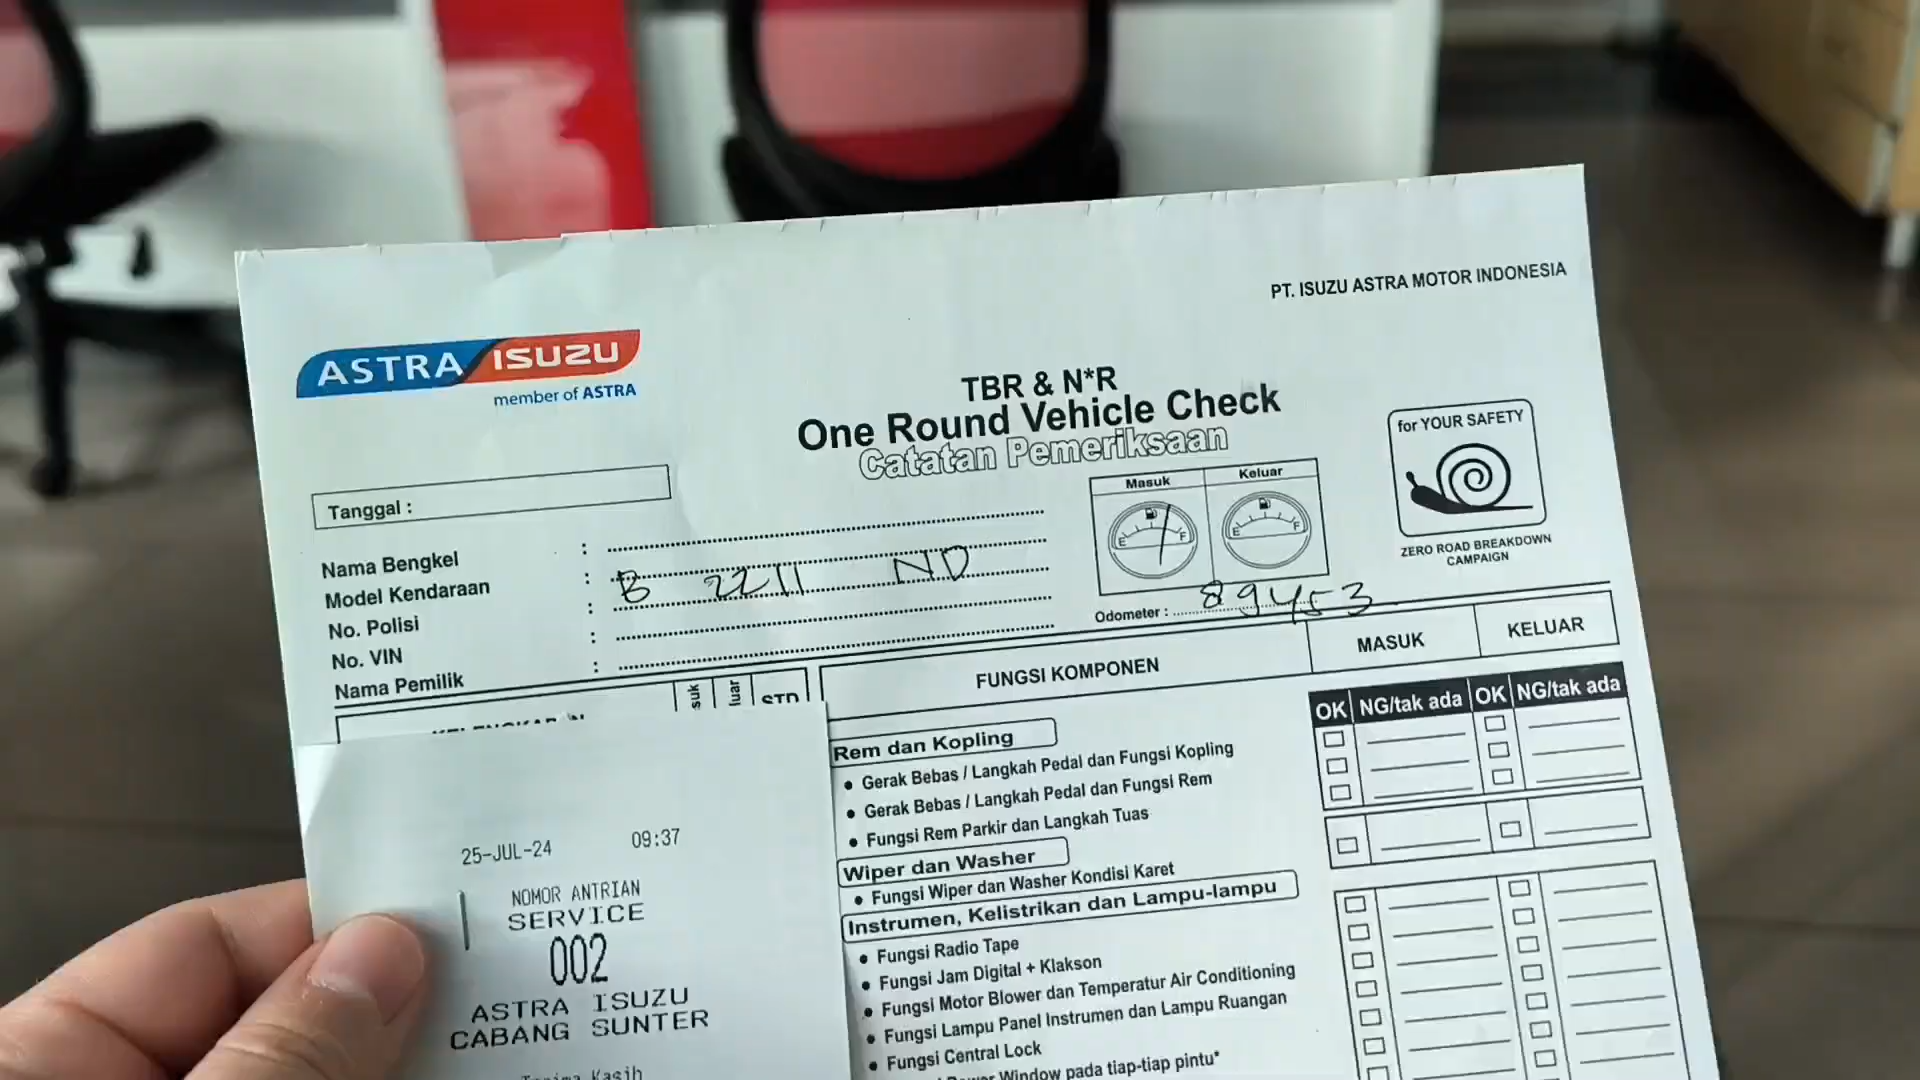 PT. ISUZU ASTRA MOTOR INDONESIA
ASTRA ISUZU
member of ASTRA
TBR & N*R
One Round Vehicle Check
Catatan Pemeriksaan
for YOUR SAFETY
ZERO ROAD BREAKDOWN
CAMPAIGN
Masuk Keluar
E F E F
Tanggal :
Nama Bengkel :
Model Kendaraan :
No. Polisi : B 2211 ND
No. VIN :
Nama Pemilik :
Odometer : 89453
suk luar STD
FUNGSI KOMPONEN MASUK KELUAR
OK NG/tak ada OK NG/tak ada
Rem dan Kopling
• Gerak Bebas / Langkah Pedal dan Fungsi Kopling
• Gerak Bebas / Langkah Pedal dan Fungsi Rem
• Fungsi Rem Parkir dan Langkah Tuas
Wiper dan Washer
• Fungsi Wiper dan Washer Kondisi Karet
Instrumen, Kelistrikan dan Lampu-lampu
• Fungsi Radio Tape
• Fungsi Jam Digital + Klakson
• Fungsi Motor Blower dan Temperatur Air Conditioning
• Fungsi Lampu Panel Instrumen dan Lampu Ruangan
• Fungsi Central Lock
Power Window pada tiap-tiap pintu*
25-JUL-24 09:37
NOMOR ANTRIAN
SERVICE
002
ASTRA ISUZU
CABANG SUNTER
Terima Kasih